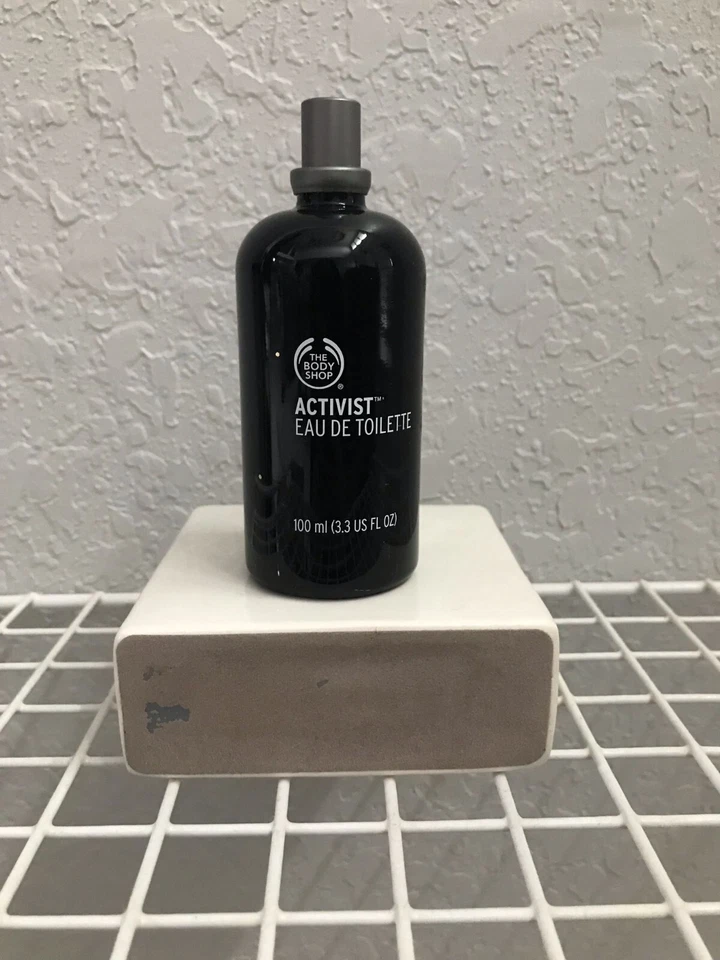 THE
BODY
SHOP®
ACTIVIST™
EAU DE TOILETTE
100 ml (3.3 US FL OZ)